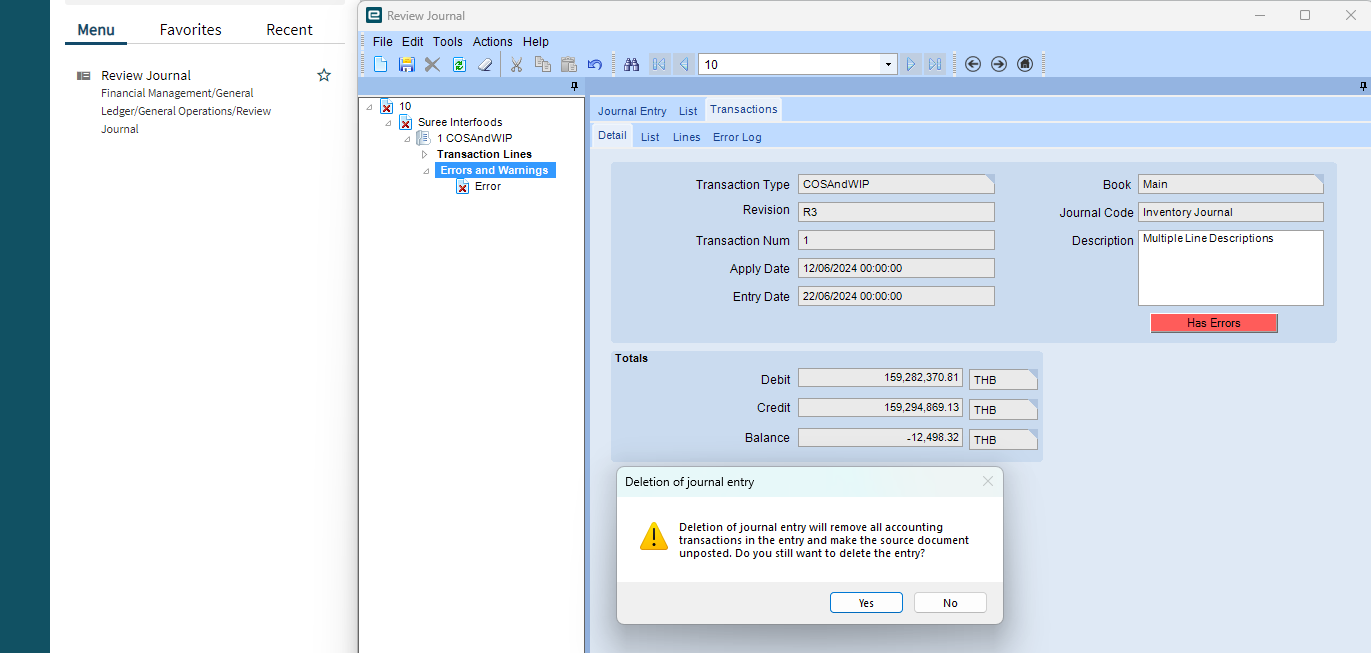 Menu
Favorites
Recent
Review Journal
Financial Management/General
Ledger/General Operations/Review
Journal
Review Journal
File Edit Tools Actions Help
10
10
Suree Interfoods
1 COSAndWIP
Transaction Lines
Errors and Warnings
Error
Journal Entry List Transactions
Detail List Lines Error Log
Transaction Type COSAndWIP
Revision R3
Transaction Num 1
Apply Date 12/06/2024 00:00:00
Entry Date 22/06/2024 00:00:00
Book Main
Journal Code Inventory Journal
Description Multiple Line Descriptions
Has Errors
Totals
Debit 159,282,370.81 THB
Credit 159,294,869.13 THB
Balance -12,498.32 THB
Deletion of journal entry
Deletion of journal entry will remove all accounting
transactions in the entry and make the source document
unposted. Do you still want to delete the entry?
Yes No